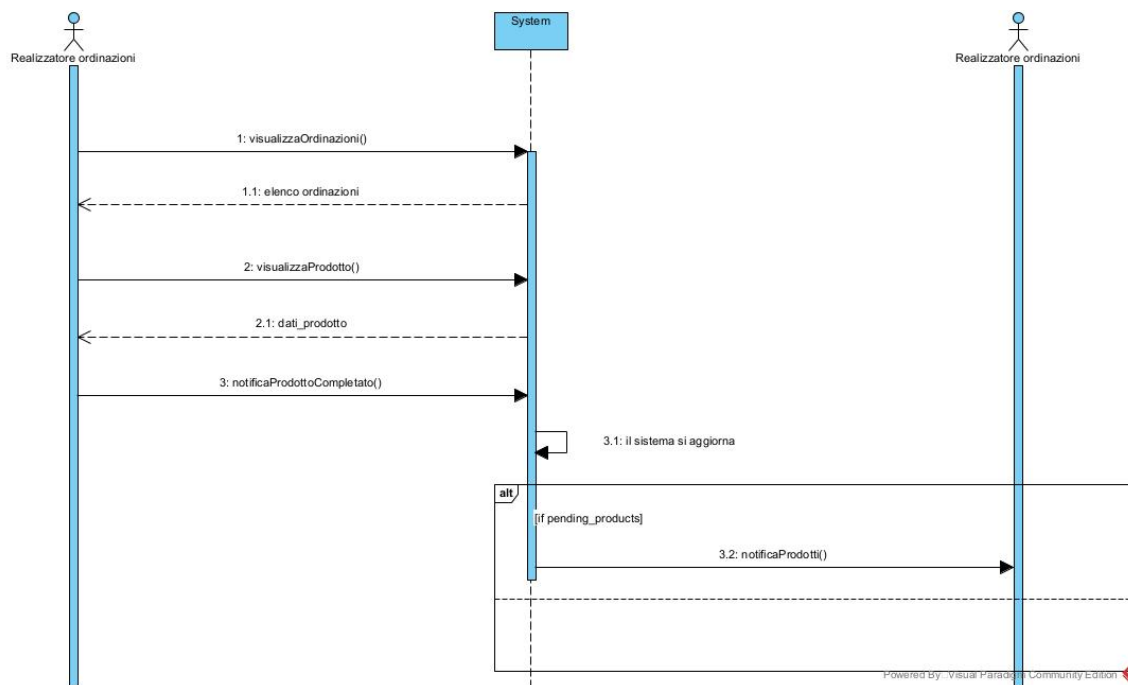 System
Realizzatore ordinazioni
Realizzatore ordinazioni
1: visualizzaOrdinazioni()
1.1: elenco ordinazioni
2: visualizzaProdotto()
2.1: dati_prodotto
3: notificaProdottoCompletato()
3.1: il sistema si aggiorna
alt
[if pending_products]
3.2: notificaProdotti()
Powered By Visual Paradigm Community Edition